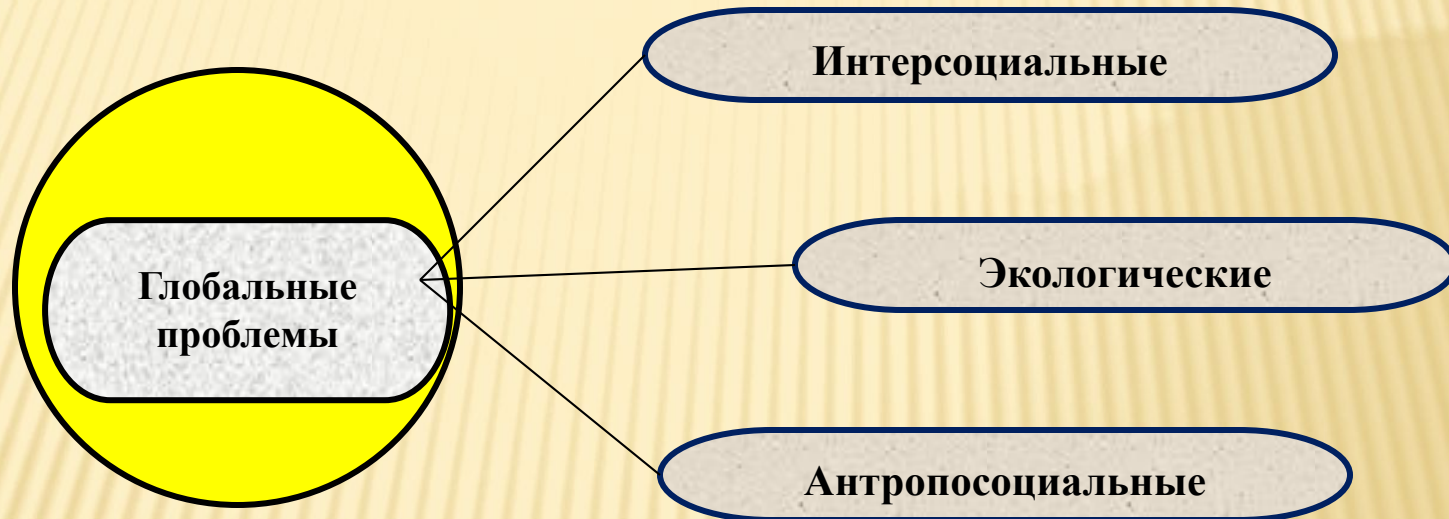 Интерсоциальные
Глобальные
проблемы
Экологические
Антропосоциальные